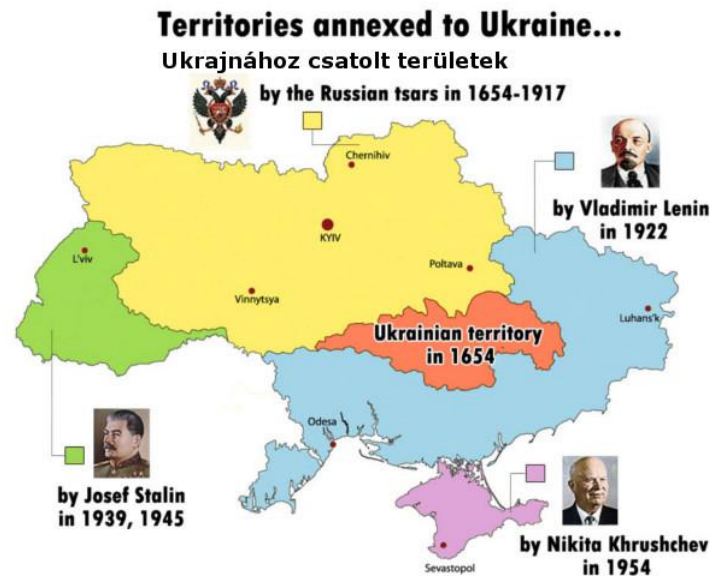 Territories annexed to Ukraine...
Ukrajnához csatolt területek
by the Russian tsars in 1654-1917
Chernihiv
by Vladimir Lenin
in 1922
KYIV
L'viv
Poltava
Vinnytsya
Luhans'k
Ukrainian territory
in 1654
Odesa
by Josef Stalin
in 1939, 1945
by Nikita Khrushchev
in 1954
Sevastopol